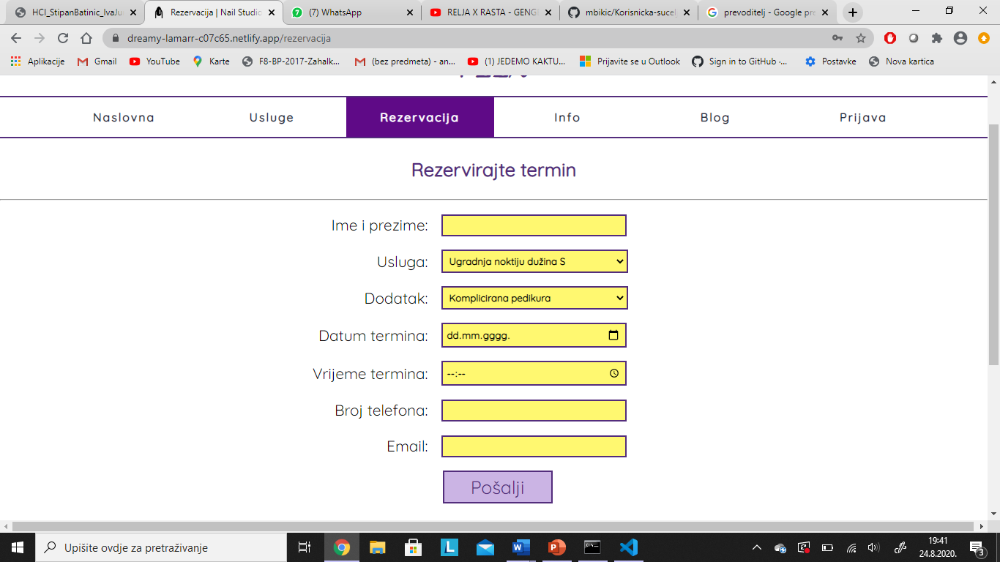 HCI_StipanBatinic_IvaJu
Rezervacija | Nail Studio
(7) WhatsApp
RELJA X RASTA - GENG
mbikic/Korisnicka-sucel
prevoditelj - Google pre
dreamy-lamarr-c07c65.netlify.app/rezervacija
Aplikacije
Gmail
YouTube
Karte
F8-BP-2017-Zahalk...
(bez predmeta) - an...
(1) JEDEMO KAKTU...
Prijavite se u Outlook
Sign in to GitHub ·...
Postavke
Nova kartica
Naslovna
Usluge
Rezervacija
Info
Blog
Prijava
Rezervirajte termin
Ime i prezime:
Usluga: Ugradnja noktiju dužina S
Dodatak: Komplicirana pedikura
Datum termina: dd.mm.gggg.
Vrijeme termina: --:--
Broj telefona:
Email:
Pošalji
Upišite ovdje za pretraživanje
19:41
24.8.2020.
3